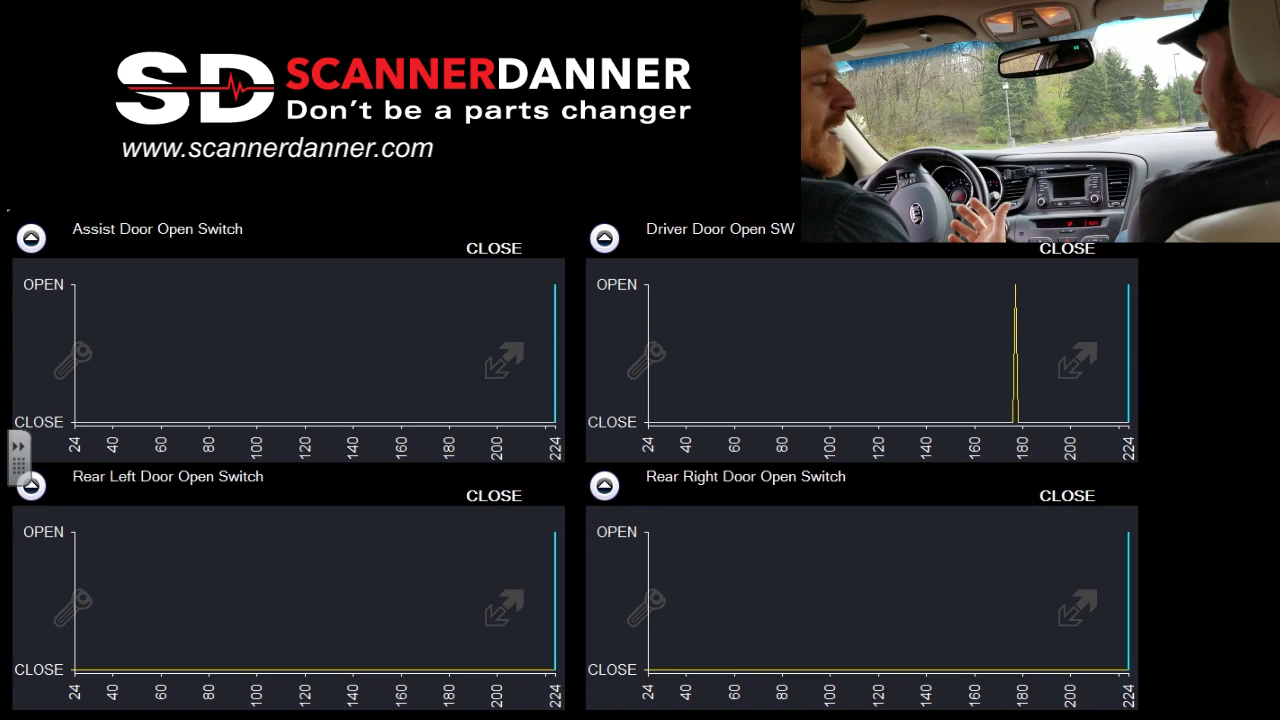 SD SCANNERDANNER
Don't be a parts changer
www.scannerdanner.com
Assist Door Open Switch
CLOSE
OPEN
CLOSE
24 40 60 80 100 120 140 160 180 200 224
Driver Door Open SW
CLOSE
OPEN
CLOSE
24 40 60 80 100 120 140 160 180 200 224
Rear Left Door Open Switch
CLOSE
OPEN
CLOSE
24 40 60 80 100 120 140 160 180 200 224
Rear Right Door Open Switch
CLOSE
OPEN
CLOSE
24 40 60 80 100 120 140 160 180 200 224